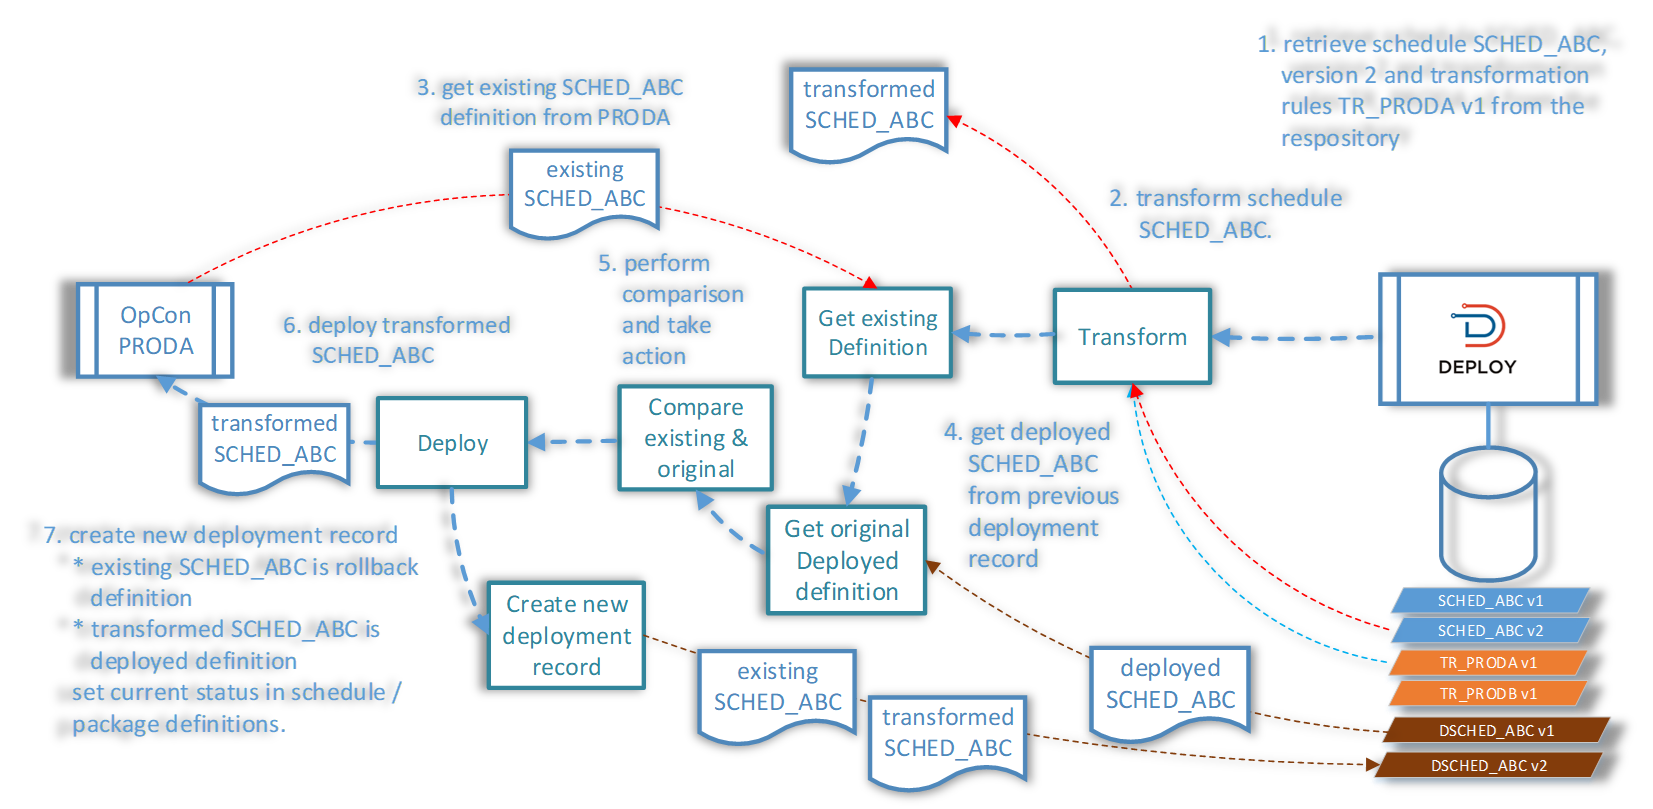 1. retrieve schedule SCHED_ABC,
version 2 and transformation
rules TR_PRODA v1 from the
respository
transformed
SCHED_ABC
3. get existing SCHED_ABC
definition from PRODA
existing
SCHED_ABC
2. transform schedule
SCHED_ABC.
5. perform
comparison
and take
action
OpCon
PRODA
6. deploy transformed
SCHED_ABC
Get existing
Definition
Transform
DEPLOY
transformed
SCHED_ABC
Deploy
Compare
existing &
original
4. get deployed
SCHED_ABC
from previous
deployment
record
Get original
Deployed
definition
7. create new deployment record
* existing SCHED_ABC is rollback
definition
* transformed SCHED_ABC is
deployed definition
set current status in schedule /
package definitions.
Create new
deployment
record
existing
SCHED_ABC
transformed
SCHED_ABC
deployed
SCHED_ABC
SCHED_ABC v1
SCHED_ABC v2
TR_PRODA v1
TR_PRODB v1
DSCHED_ABC v1
DSCHED_ABC v2